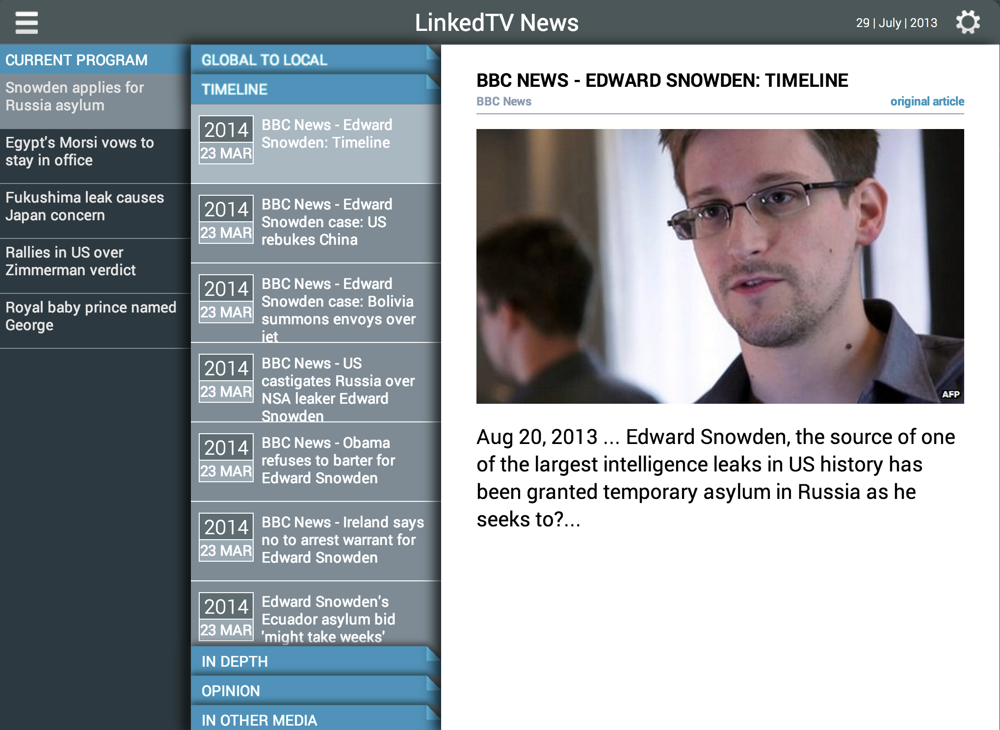 LinkedTV News
29 | July | 2013
CURRENT PROGRAM
Snowden applies for
Russia asylum
Egypt's Morsi vows to
stay in office
Fukushima leak causes
Japan concern
Rallies in US over
Zimmerman verdict
Royal baby prince named
George
GLOBAL TO LOCAL
TIMELINE
2014
23 MAR
BBC News - Edward
Snowden: Timeline
2014
23 MAR
BBC News - Edward
Snowden case: US
rebukes China
2014
23 MAR
BBC News - Edward
Snowden case: Bolivia
summons envoys over
jet
2014
23 MAR
BBC News - US
castigates Russia over
NSA leaker Edward
Snowden
2014
23 MAR
BBC News - Obama
refuses to barter for
Edward Snowden
2014
23 MAR
BBC News - Ireland says
no to arrest warrant for
Edward Snowden
2014
23 MAR
Edward Snowden's
Ecuador asylum bid
'might take weeks'
IN DEPTH
OPINION
IN OTHER MEDIA
BBC NEWS - EDWARD SNOWDEN: TIMELINE
BBC News
original article
AFP
Aug 20, 2013 ... Edward Snowden, the source of one
of the largest intelligence leaks in US history has
been granted temporary asylum in Russia as he
seeks to?...